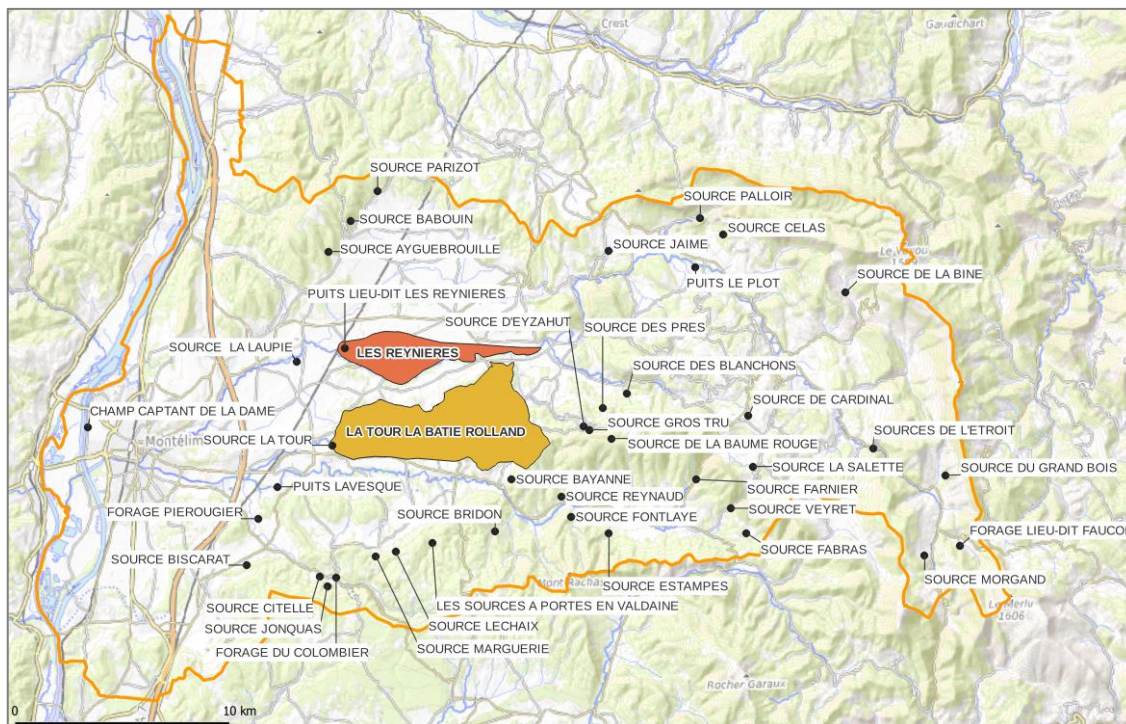 Crest
Gaudichart
SOURCE PARIZOT
SOURCE PALLOIR
SOURCE BABOUIN
SOURCE CELAS
SOURCE JAIME
SOURCE AYGUEBROUILLE
SOURCE DE LA BINE
PUITS LE PLOT
PUITS LIEU-DIT LES REYNIERES
SOURCE D'EYZAHUT
SOURCE DES PRES
SOURCE LA LAUPIE
LES REYNIERES
SOURCE DES BLANCHONS
SOURCE DE CARDINAL
CHAMP CAPTANT DE LA DAME
SOURCE GROS TRU
LA TOUR LA BATIE ROLLAND
Montélim
SOURCE LA TOUR
SOURCE DE LA BAUME ROUGE
SOURCES DE L'ETROIT
SOURCE LA SALETTE
SOURCE DU GRAND BOIS
SOURCE BAYANNE
PUITS LAVESQUE
SOURCE FARNIER
SOURCE REYNAUD
SOURCE VEYRET
FORAGE PIEROUGIER
SOURCE BRIDON
SOURCE FONTLAYE
FORAGE LIEU-DIT FAUCON
SOURCE FABRAS
SOURCE BISCARAT
SOURCE MORGAND
Mont Rachas
SOURCE ESTAMPES
SOURCE CITELLE
LES SOURCES A PORTES EN VALDAINE
Le Merlu
1606
SOURCE JONQUAS
SOURCE LECHAIX
FORAGE DU COLOMBIER
SOURCE MARGUERIE
Rocher Garaux
0 10 km